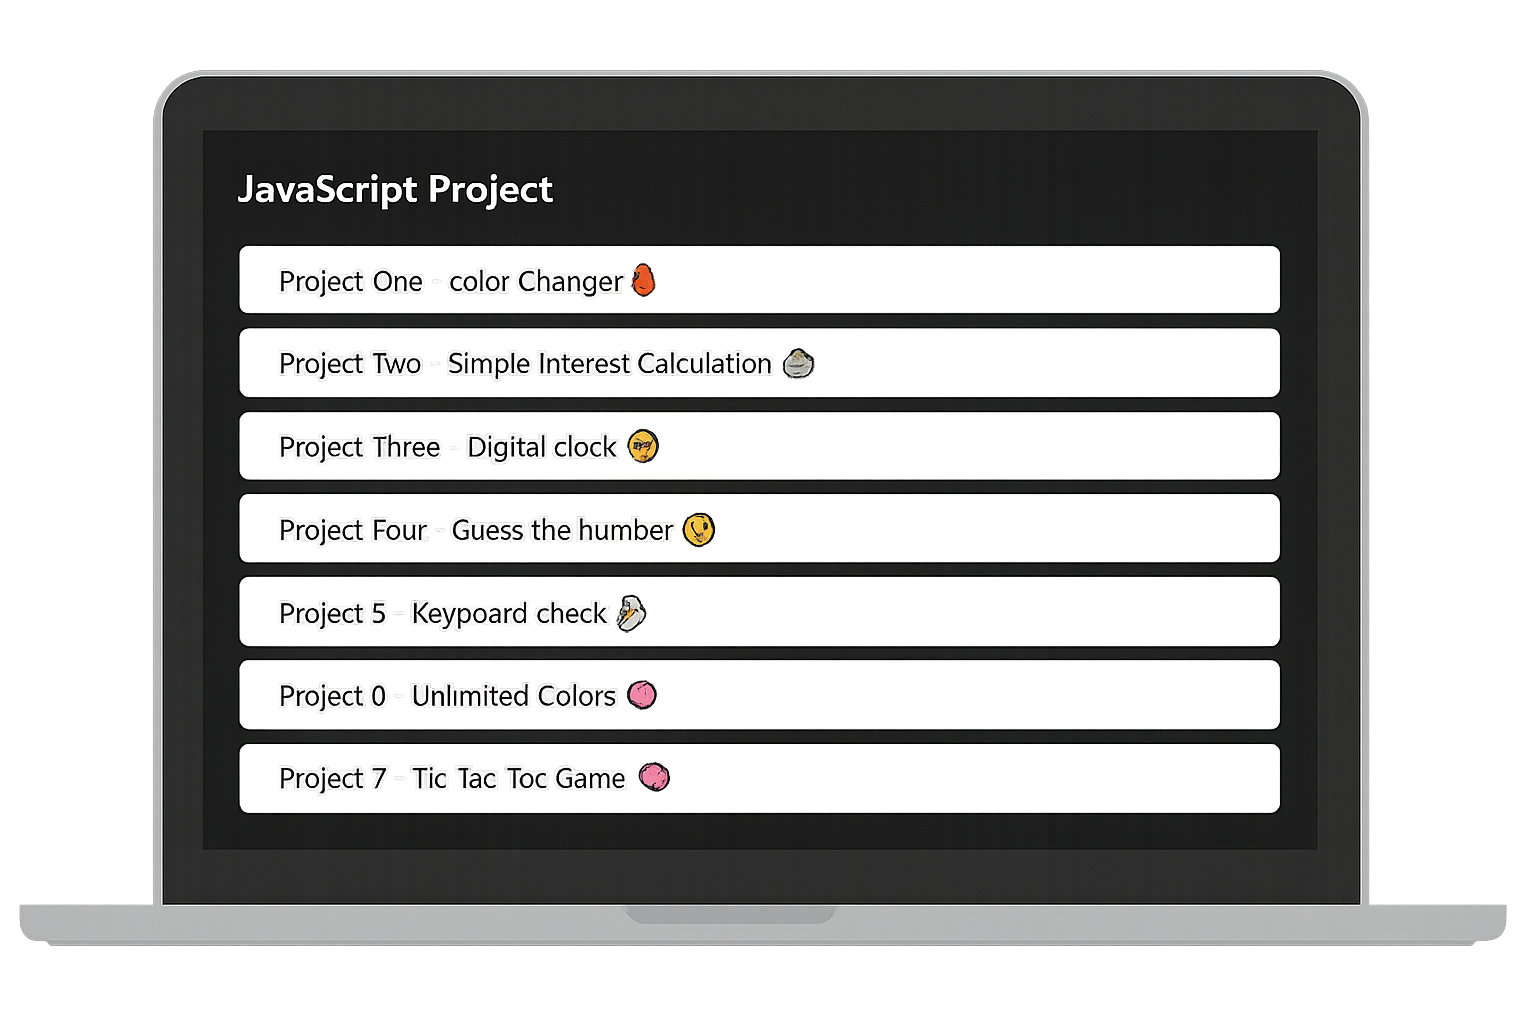 JavaScript Project
Project One - color Changer
Project Two - Simple Interest Calculation
Project Three - Digital clock
Project Four - Guess the humber
Project 5 - Keypoard check
Project 0 - Unlımited Colors
Project 7 - Tic Tac Toc Game